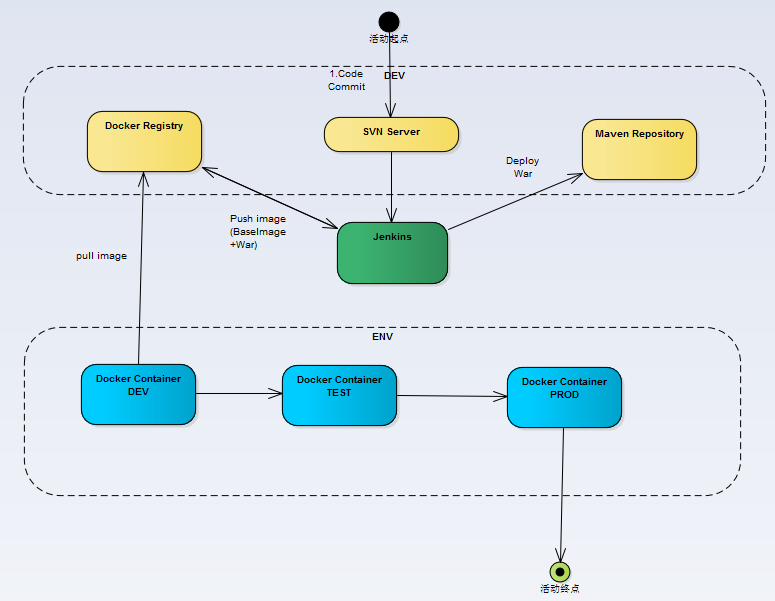 活动起点
1.Code
Commit
DEV
Docker Registry
SVN Server
Maven Repository
Deploy
War
Push image
(BaseImage
+War)
Jenkins
pull image
ENV
Docker Container
DEV
Docker Container
TEST
Docker Container
PROD
活动终点